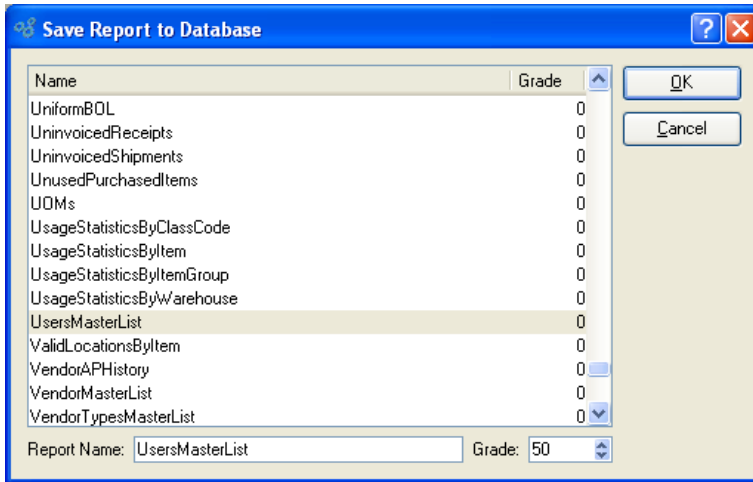 Save Report to Database
Name Grade
UniformBOL 0
UninvoicedReceipts 0
UninvoicedShipments 0
UnusedPurchasedItems 0
UOMs 0
UsageStatisticsByClassCode 0
UsageStatisticsByItem 0
UsageStatisticsByItemGroup 0
UsageStatisticsByWarehouse 0
UsersMasterList 0
ValidLocationsByItem 0
VendorAPHistory 0
VendorMasterList 0
VendorTypesMasterList 0
Report Name: UsersMasterList Grade: 50
OK
Cancel